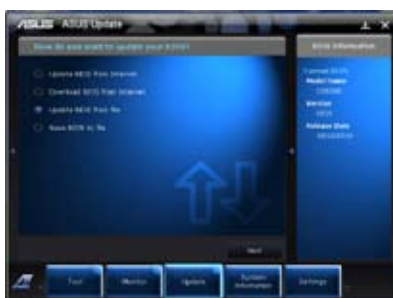 ASUS ASUS Update
How do you want to update your BIOS?
Update BIOS from Internet
Download BIOS from Internet
Update BIOS from file
Save BIOS to file
Next
BIOS Information
Current BIOS
Model Name
Version
Release Date
Tool
Monitor
Update
System
Information
Settings